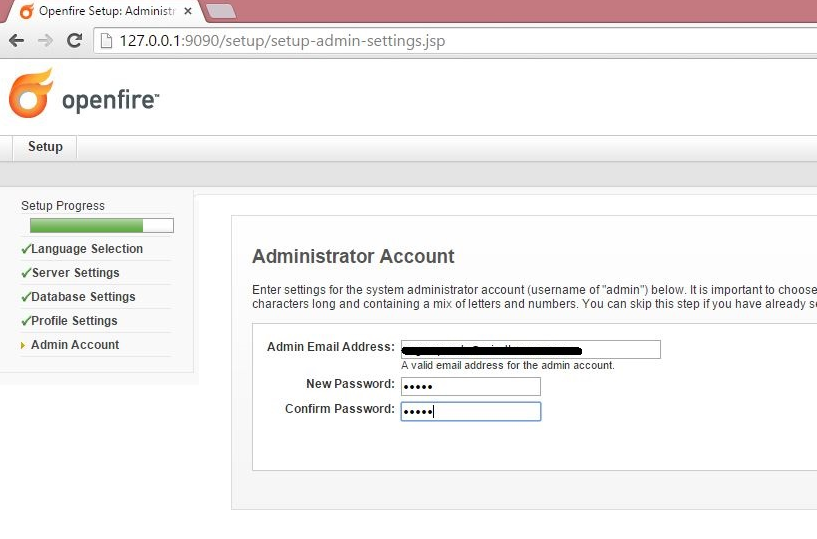 Openfire Setup: Administr
127.0.0.1:9090/setup/setup-admin-settings.jsp
openfire™
Setup
Setup Progress
Language Selection
Server Settings
Database Settings
Profile Settings
Admin Account
Administrator Account
Enter settings for the system administrator account (username of "admin") below. It is important to choose
characters long and containing a mix of letters and numbers. You can skip this step if you have already s
Admin Email Address:
A valid email address for the admin account.
New Password: •••••
Confirm Password: •••••